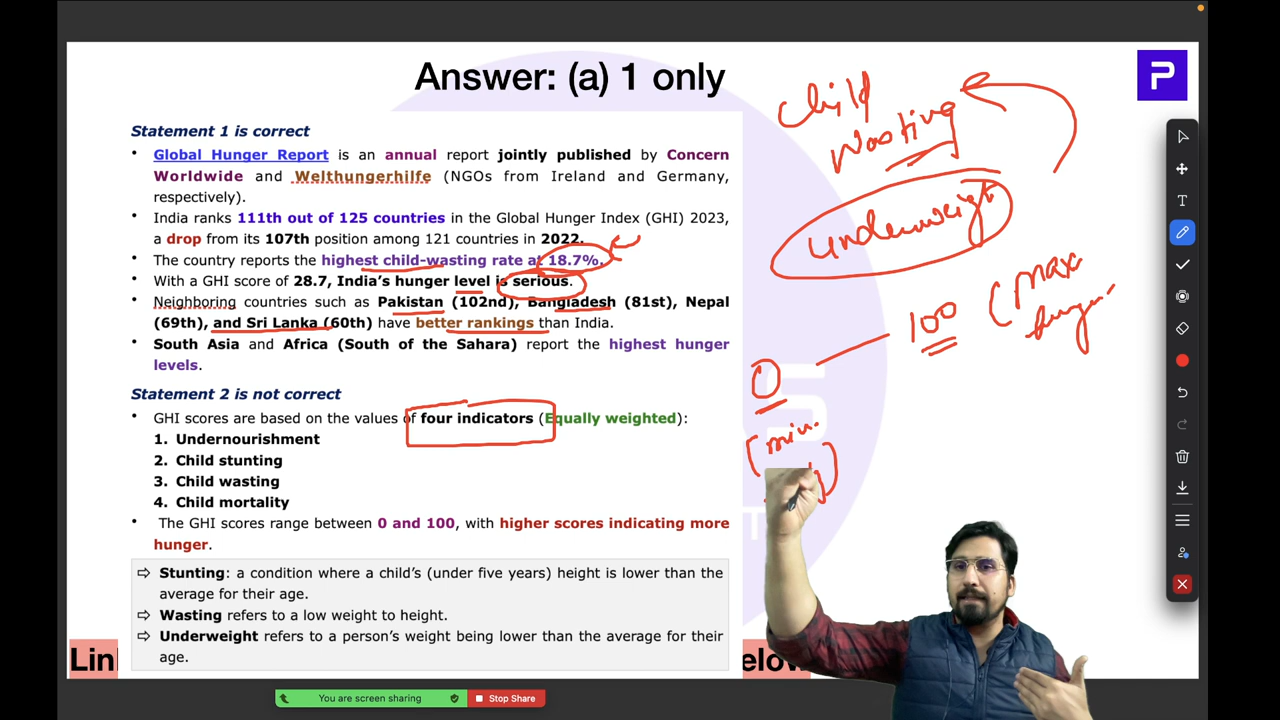 Answer: (a) 1 only
P
Statement 1 is correct
• Global Hunger Report is an annual report jointly published by Concern
Worldwide and Welthungerhilfe (NGOs from Ireland and Germany,
respectively).
• India ranks 111th out of 125 countries in the Global Hunger Index (GHI) 2023,
a drop from its 107th position among 121 countries in 2022.
• The country reports the highest child-wasting rate at 18.7%.
• With a GHI score of 28.7, India's hunger level is serious.
• Neighboring countries such as Pakistan (102nd), Bangladesh (81st), Nepal
(69th), and Sri Lanka (60th) have better rankings than India.
• South Asia and Africa (South of the Sahara) report the highest hunger
levels.
Statement 2 is not correct
• GHI scores are based on the values of four indicators (Equally weighted):
1. Undernourishment
2. Child stunting
3. Child wasting
4. Child mortality
• The GHI scores range between 0 and 100, with higher scores indicating more
hunger.
⇨ Stunting: a condition where a child's (under five years) height is lower than the
average for their age.
⇨ Wasting refers to a low weight to height.
⇨ Underweight refers to a person's weight being lower than the average for their
age.
Child
Wasting
underweigt
0 — 100 (max
hunger
(min.
Lin
elow
T
You are screen sharing
Stop Share